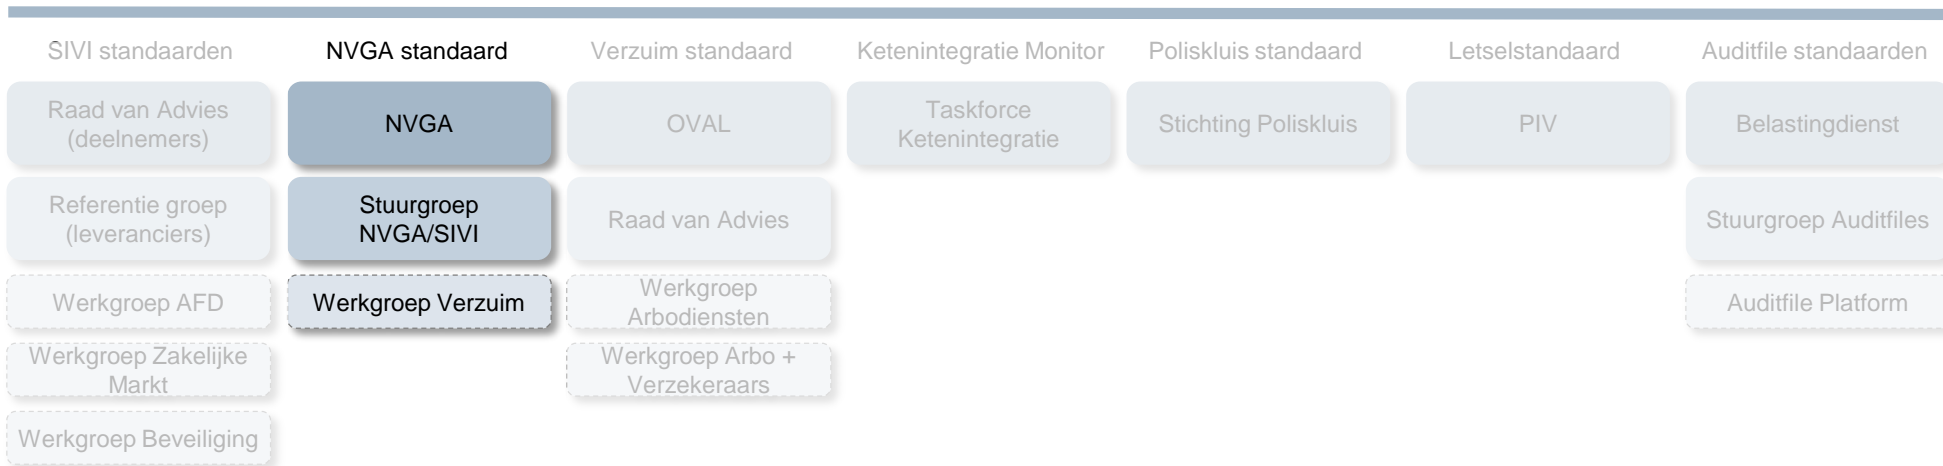 SIVI standaarden
NVGA standaard
Verzuim standaard
Ketenintegratie Monitor
Poliskluis standaard
Letselstandaard
Auditfile standaarden
Raad van Advies
(deelnemers)
NVGA
OVAL
Taskforce
Ketenintegratie
Stichting Poliskluis
PIV
Belastingdienst
Referentie groep
(leveranciers)
Stuurgroep
NVGA/SIVI
Raad van Advies
Stuurgroep Auditfiles
Werkgroep AFD
Werkgroep Verzuim
Werkgroep
Arbodiensten
Auditfile Platform
Werkgroep Zakelijke
Markt
Werkgroep Arbo +
Verzekeraars
Werkgroep Beveiliging